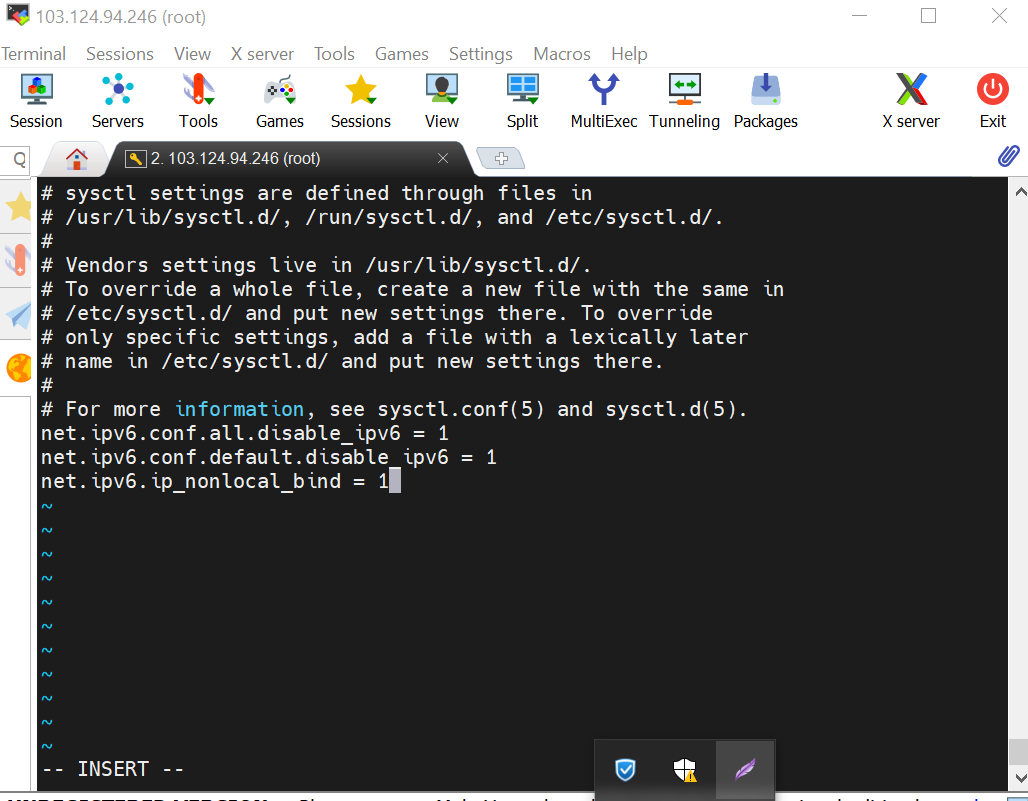 103.124.94.246 (root)
Terminal Sessions View X server Tools Games Settings Macros Help
Session Servers Tools Games Sessions View Split MultiExec Tunneling Packages X server Exit
2. 103.124.94.246 (root)
# sysctl settings are defined through files in
# /usr/lib/sysctl.d/, /run/sysctl.d/, and /etc/sysctl.d/.
#
# Vendors settings live in /usr/lib/sysctl.d/.
# To override a whole file, create a new file with the same in
# /etc/sysctl.d/ and put new settings there. To override
# only specific settings, add a file with a lexically later
# name in /etc/sysctl.d/ and put new settings there.
#
# For more information, see sysctl.conf(5) and sysctl.d(5).
net.ipv6.conf.all.disable_ipv6 = 1
net.ipv6.conf.default.disable_ipv6 = 1
net.ipv6.ip_nonlocal_bind = 1
~
~
~
~
~
~
~
~
~
~
~
-- INSERT --